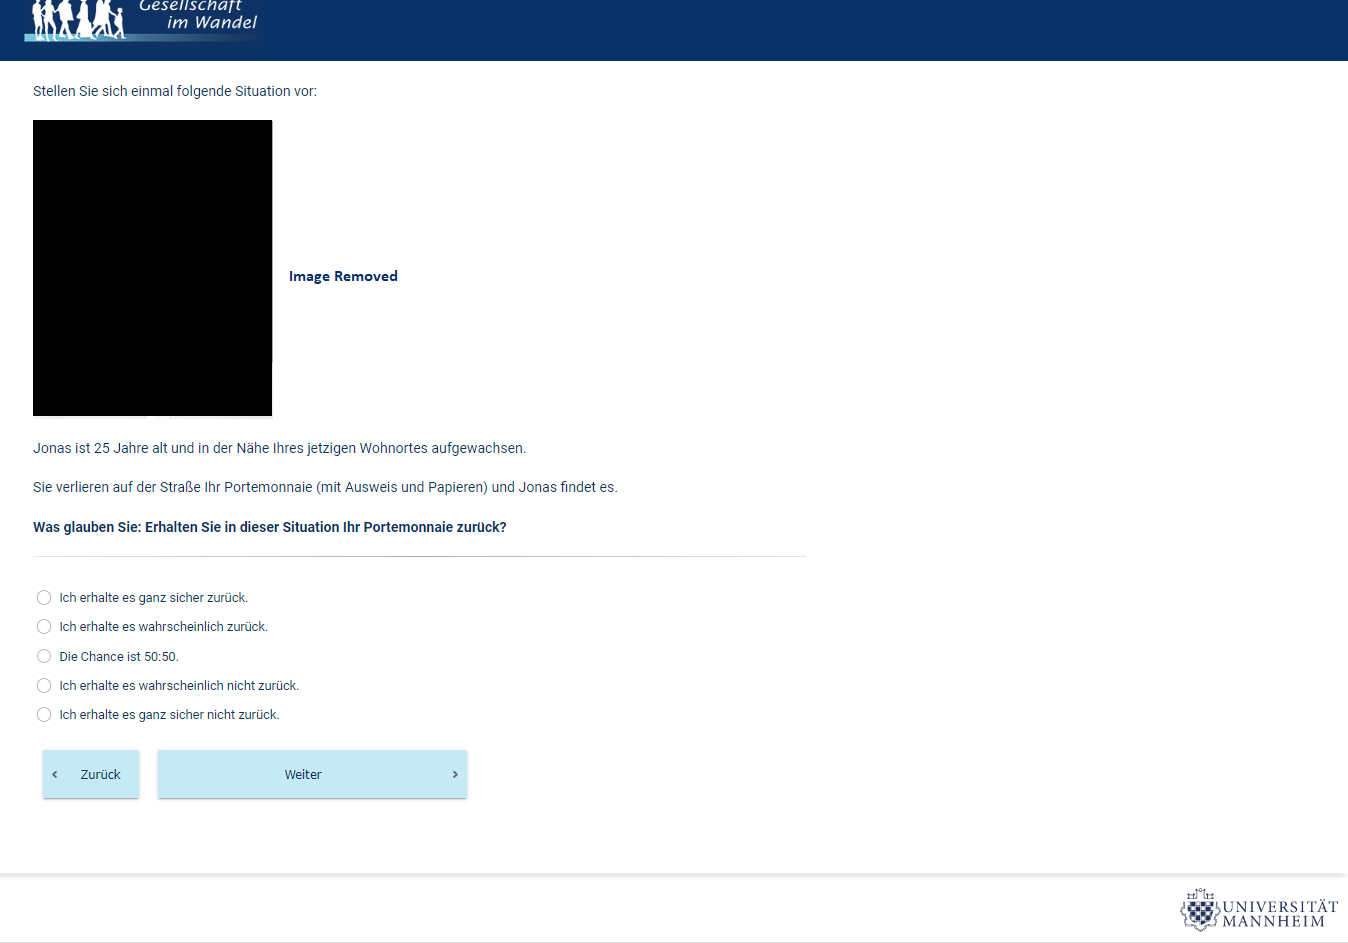 Gesellschaft
im Wandel
Stellen Sie sich einmal folgende Situation vor:
Image Removed
Jonas ist 25 Jahre alt und in der Nähe Ihres jetzigen Wohnortes aufgewachsen.
Sie verlieren auf der Straße Ihr Portemonnaie (mit Ausweis und Papieren) und Jonas findet es.
Was glauben Sie: Erhalten Sie in dieser Situation Ihr Portemonnaie zurück?
Ich erhalte es ganz sicher zurück.
Ich erhalte es wahrscheinlich zurück.
Die Chance ist 50:50.
Ich erhalte es wahrscheinlich nicht zurück.
Ich erhalte es ganz sicher nicht zurück.
‹ Zurück Weiter ›
UNIVERSITÄT
MANNHEIM